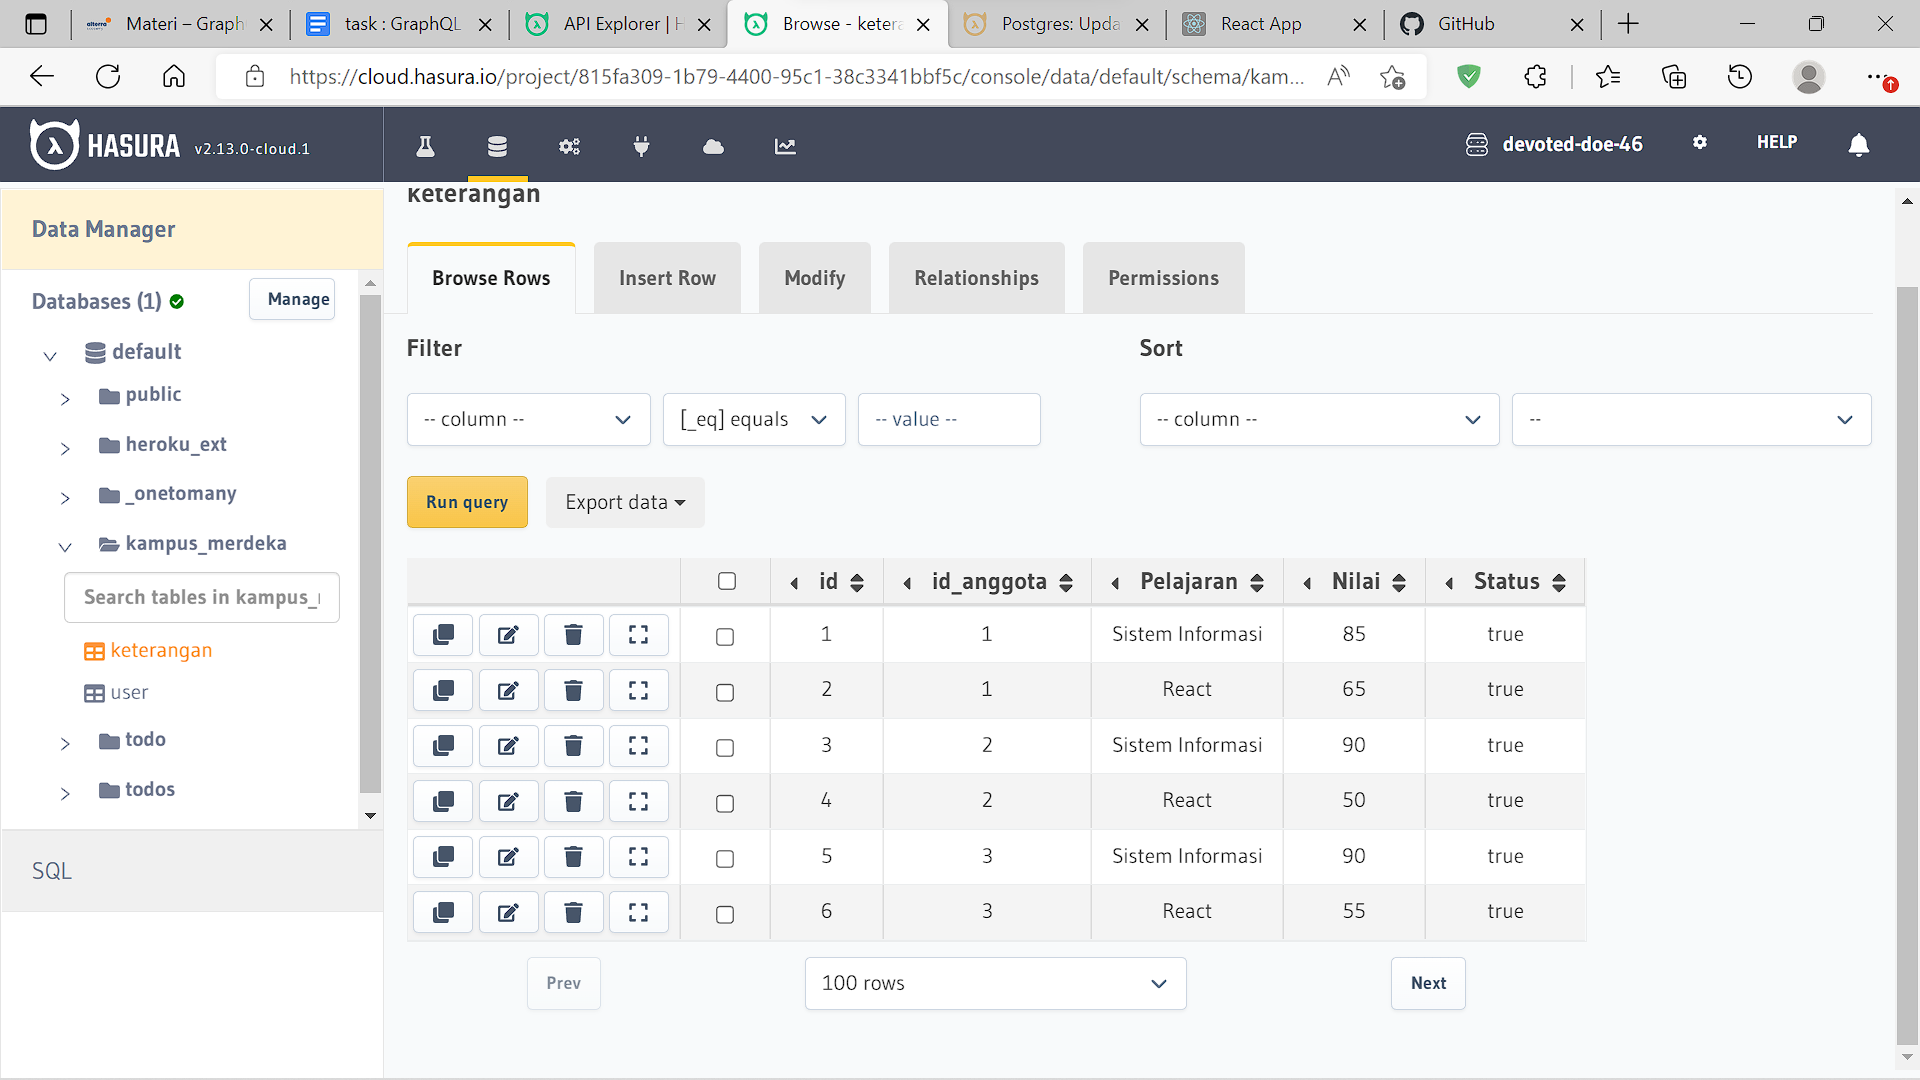 alterra
Materi – Graph
task : GraphQL
API Explorer | H
Browse - ketera
Postgres: Upda
React App
GitHub
https://cloud.hasura.io/project/815fa309-1b79-4400-95c1-38c3341bbf5c/console/data/default/schema/kam...
HASURA v2.13.0-cloud.1
devoted-doe-46
HELP
keterangan
Data Manager
Databases (1)
Manage
default
public
heroku_ext
_onetomany
kampus_merdeka
Search tables in kampus_
keterangan
user
todo
todos
SQL
Browse Rows
Insert Row
Modify
Relationships
Permissions
Filter
Sort
-- column --
[_eq] equals
-- value --
-- column --
--
Run query
Export data
id id_anggota Pelajaran Nilai Status
1 1 Sistem Informasi 85 true
2 1 React 65 true
3 2 Sistem Informasi 90 true
4 2 React 50 true
5 3 Sistem Informasi 90 true
6 3 React 55 true
Prev
100 rows
Next